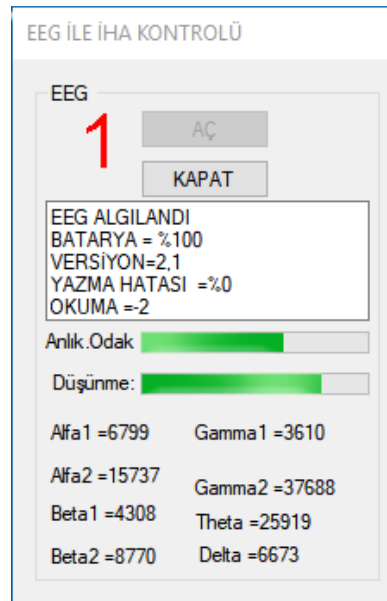 EEG İLE İHA KONTROLÜ
EEG
1
AÇ
KAPAT
EEG ALGILANDI
BATARYA = %100
VERSİYON=2,1
YAZMA HATASI =%0
OKUMA =-2
Anlık.Odak
Düşünme:
Alfa1 =6799 Gamma1 =3610
Alfa2 =15737 Gamma2 =37688
Beta1 =4308 Theta =25919
Beta2 =8770 Delta =6673